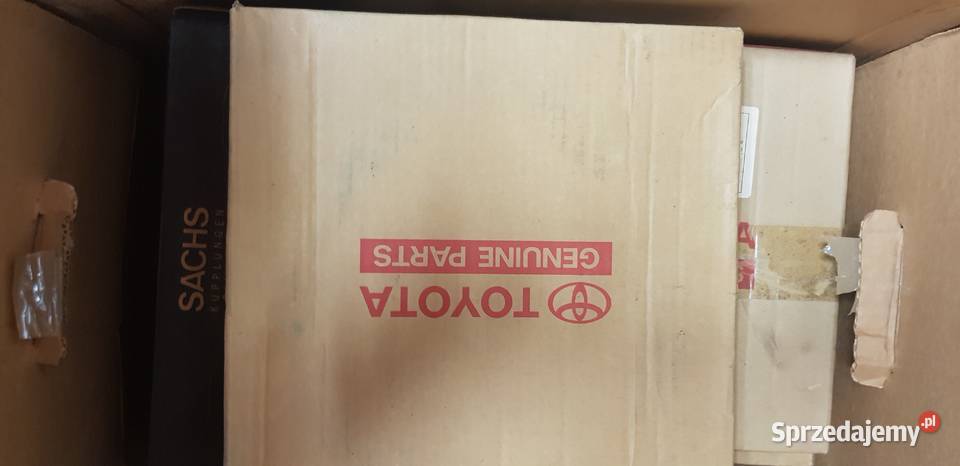 SACHS
KUPPLUNGEN
TOYOTA
GENUINE PARTS
Sprzedajemy.pl